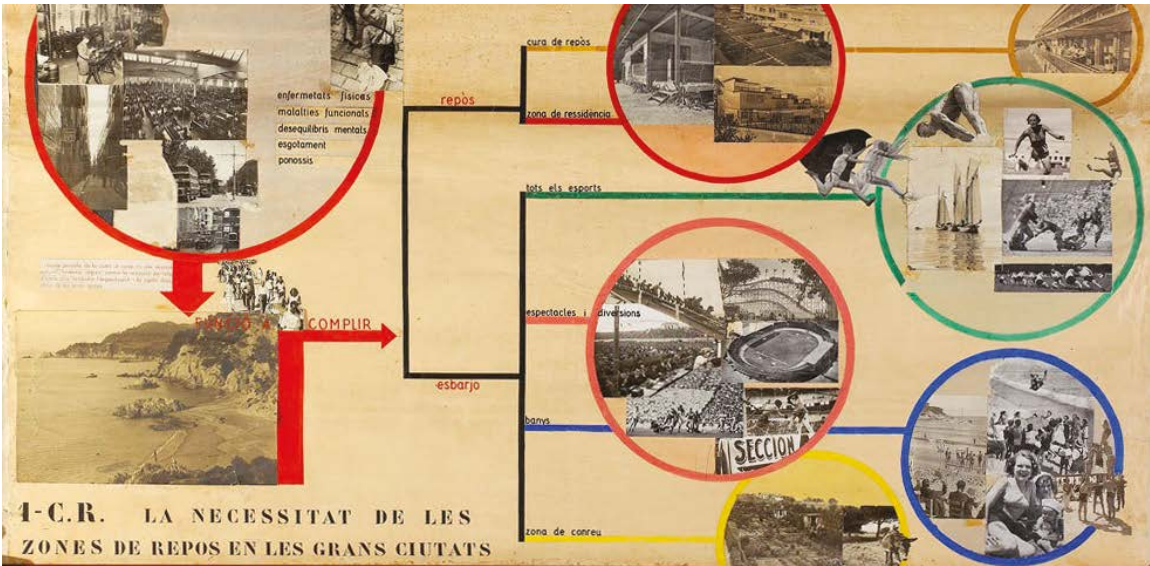 enfermetats físicas
malalties funcionals
desequilibris mentals
esgotament
ponossis
FUNCIÓ A COMPLIR
repòs
esbarjo
cura de repòs
zona de ressidència
tots els esports
espectacles i diversions
banys
zona de conreu
SECCION
1-C.R. LA NECESSITAT DE LES
ZONES DE REPOS EN LES GRANS CIUTATS